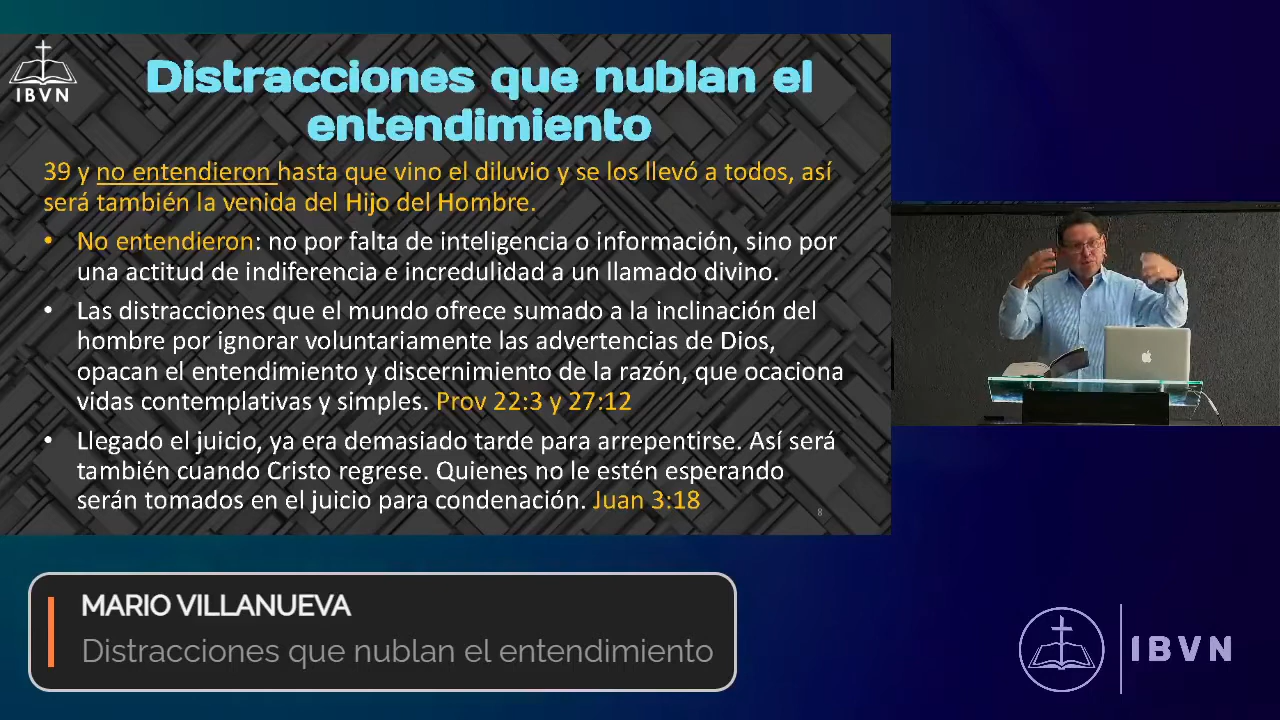 IBVN
Distracciones que nublan el
entendimiento
39 y no entendieron hasta que vino el diluvio y se los llevó a todos, así
será también la venida del Hijo del Hombre.
• No entendieron: no por falta de inteligencia o información, sino por
una actitud de indiferencia e incredulidad a un llamado divino.
• Las distracciones que el mundo ofrece sumado a la inclinación del
hombre por ignorar voluntariamente las advertencias de Dios,
opacan el entendimiento y discernimiento de la razón, que ocaciona
vidas contemplativas y simples. Prov 22:3 y 27:12
• Llegado el juicio, ya era demasiado tarde para arrepentirse. Así será
también cuando Cristo regrese. Quienes no le estén esperando
serán tomados en el juicio para condenación. Juan 3:18
8
MARIO VILLANUEVA
Distracciones que nublan el entendimiento
IBVN